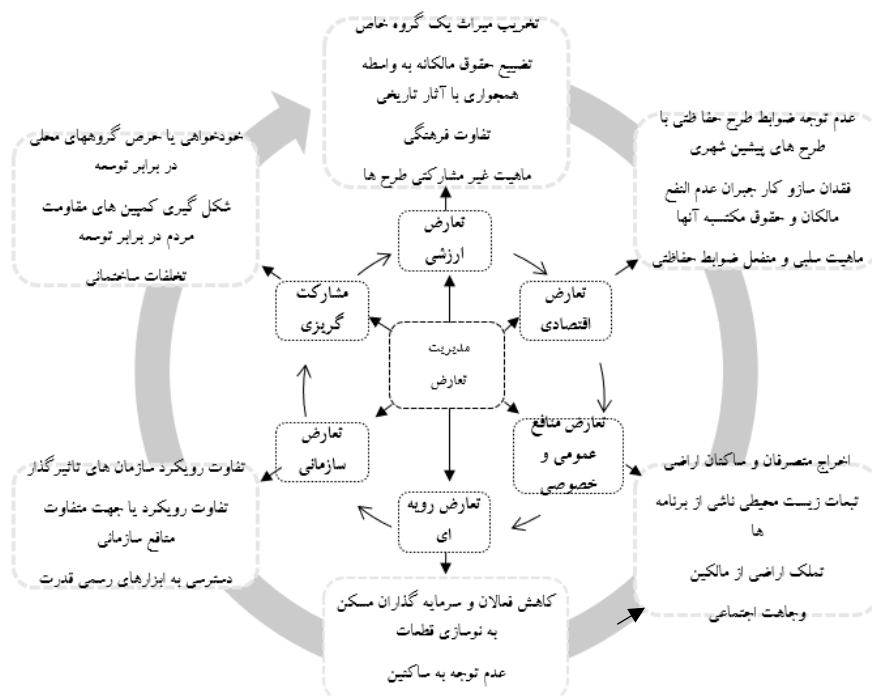 تخریب میراث یک گروه خاص
تضییع حقوق مالکانه به واسطه
همجواری با آثار تاریخی
تفاوت فرهنگی
ماهیت غیر مشارکتی طرح ها
عدم توجه ضوابط طرح حفا ظتی با
طرح های پیشین شهری
فقدان سازو کار جبران عدم النفع
مالکان و حقوق مکتسبه آنها
ماهیت سلبی و منفعل ضوابط حفاظتی
خودخواهی یا حرص گروههای محلی
در برابر توسعه
شکل گیری کمپین های مقاومت
مردم در برابر توسعه
تخلفات ساختمانی
تعارض
ارزشی
تعارض
اقتصادی
مشارکت
گریزی
مدیریت
تعارض
تعارض منافع
عمومی و
خصوصی
تعارض
سازمانی
تعارض رویه
ای
اخراج متصرفان و ساکنان اراضی
تبعات زیست محیطی ناشی از برنامه
ها
تملک اراضی از مالکین
وجاهت اجتماعی
تفاوت رویکرد سازمان های تاثیرگذار
تفاوت رویکرد یا جهت متفاوت
منافع سازمانی
دسترسی به ابزارهای رسمی قدرت
کاهش فعالان و سرمایه گذاران مسکن
به نوسازی قطعات
عدم توجه به ساکنین